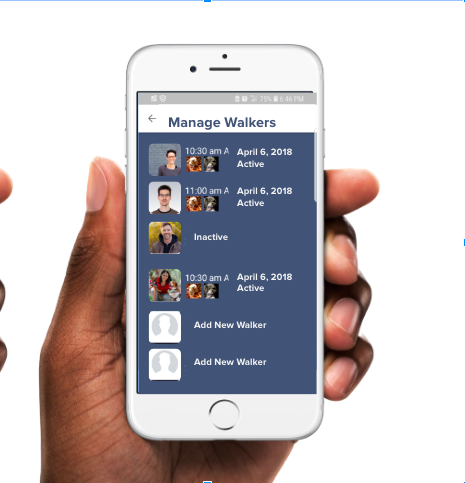 75% 6:46 PM
Manage Walkers
10:30 am A
April 6, 2018
Active
11:00 am A
April 6, 2018
Active
Inactive
10:30 am A
April 6, 2018
Active
Add New Walker
Add New Walker